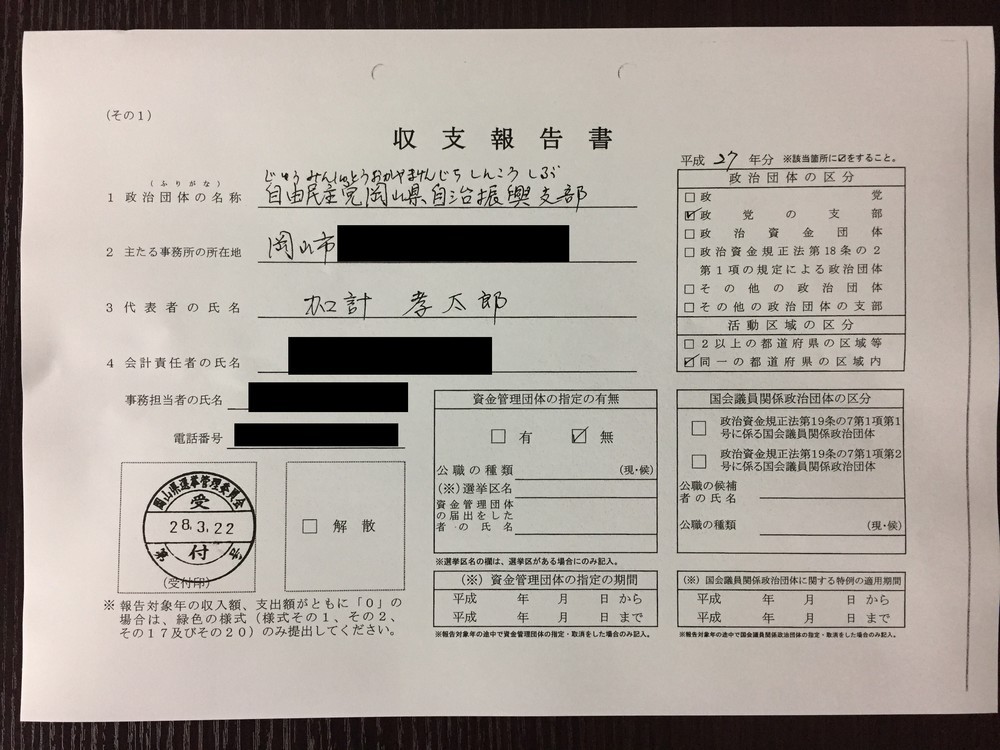 (その1)
収支報告書
平成 27 年分 ※該当箇所に☑をすること。
(ふりがな)
じゆうみんしゅとうおかやまけんじちしんこうしぶ
1 政治団体の名称 自由民主党岡山県自治振興支部
2 主たる事務所の所在地 岡山市
3 代表者の氏名 加計 孝太郎
4 会計責任者の氏名
事務担当者の氏名
電話番号
政治団体の区分
□政党
☑政党の支部
□政治資金団体
□政治資金規正法第18条の2
第1項の規定による政治団体
□その他の政治団体
□その他の政治団体の支部
活動区域の区分
□2以上の都道府県の区域等
☑同一の都道府県の区域内
資金管理団体の指定の有無
□ 有 ☑ 無
公職の種類 (現・候)
(※)選挙区名
資金管理団体
の届出をした
者の氏名
※選挙区名の欄は、選挙区がある場合にのみ記入。
国会議員関係政治団体の区分
□ 政治資金規正法第19条の7第1項第1
号に係る国会議員関係政治団体
□ 政治資金規正法第19条の7第1項第2
号に係る国会議員関係政治団体
公職の候補
者の氏名
公職の種類 (現・候)
岡山県選挙管理委員会
受
28.3.22
付
第 号
(受付印)
□ 解散
※ 報告対象年の収入額、支出額がともに「0」の
場合は、緑色の様式(様式その1、その2、
その17及びその20)のみ提出してください。
(※) 資金管理団体の指定の期間
平成 年 月 日 から
平成 年 月 日 まで
※報告対象年の途中で資金管理団体の指定・取消をした場合のみ記入。
(※) 国会議員関係政治団体に関する特例の適用期間
平成 年 月 日 から
平成 年 月 日 まで
※報告対象年の途中で国会議員関係政治団体の指定・取消をした場合のみ記入。